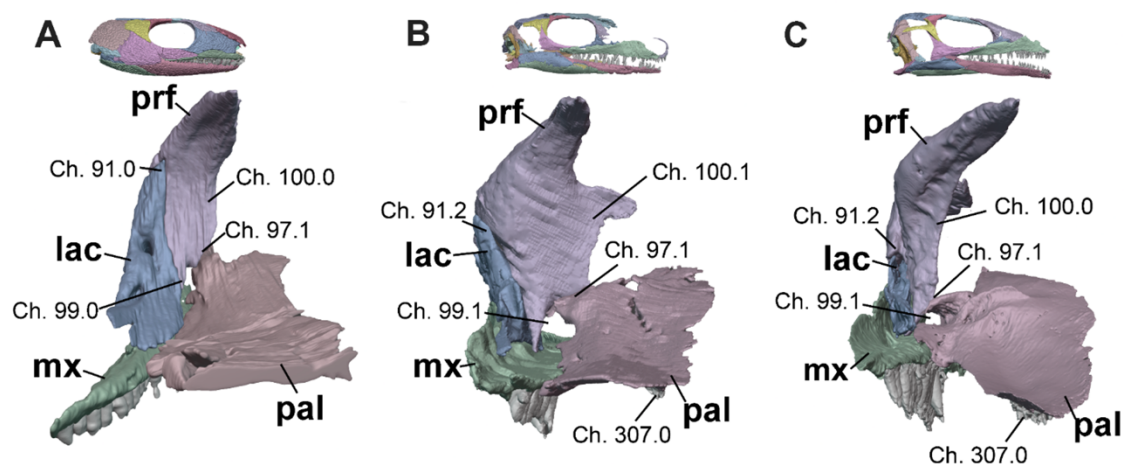 A
prf
Ch. 91.0
Ch. 100.0
Ch. 97.1
lac
Ch. 99.0
mx
pal
B
prf
Ch. 100.1
Ch. 91.2
lac
Ch. 97.1
Ch. 99.1
mx
pal
Ch. 307.0
C
prf
Ch. 91.2
Ch. 100.0
lac
Ch. 97.1
Ch. 99.1
mx
pal
Ch. 307.0